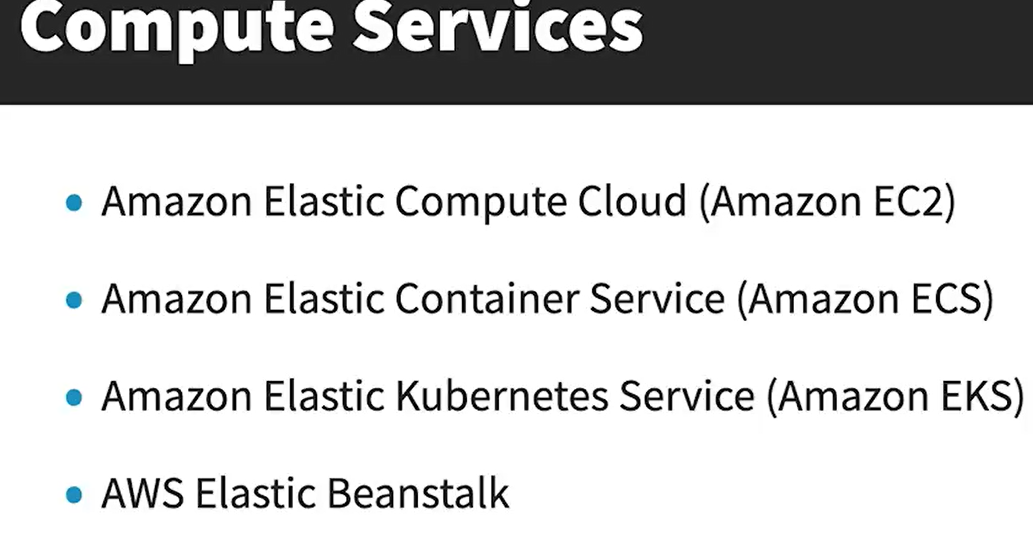 Compute Services
Amazon Elastic Compute Cloud (Amazon EC2)
Amazon Elastic Container Service (Amazon ECS)
Amazon Elastic Kubernetes Service (Amazon EKS)
AWS Elastic Beanstalk